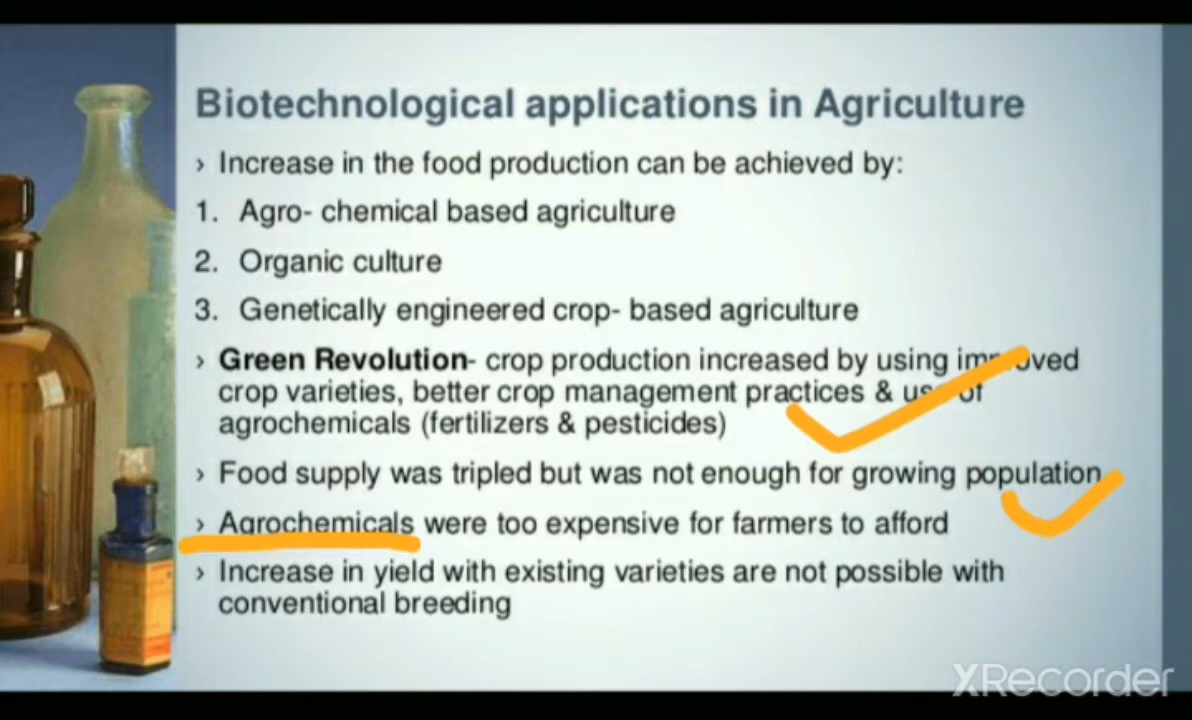 Biotechnological applications in Agriculture
› Increase in the food production can be achieved by:
1. Agro- chemical based agriculture
2. Organic culture
3. Genetically engineered crop- based agriculture
› Green Revolution- crop production increased by using improved
crop varieties, better crop management practices & use of
agrochemicals (fertilizers & pesticides)
› Food supply was tripled but was not enough for growing population
› Agrochemicals were too expensive for farmers to afford
› Increase in yield with existing varieties are not possible with
conventional breeding
XRecorder